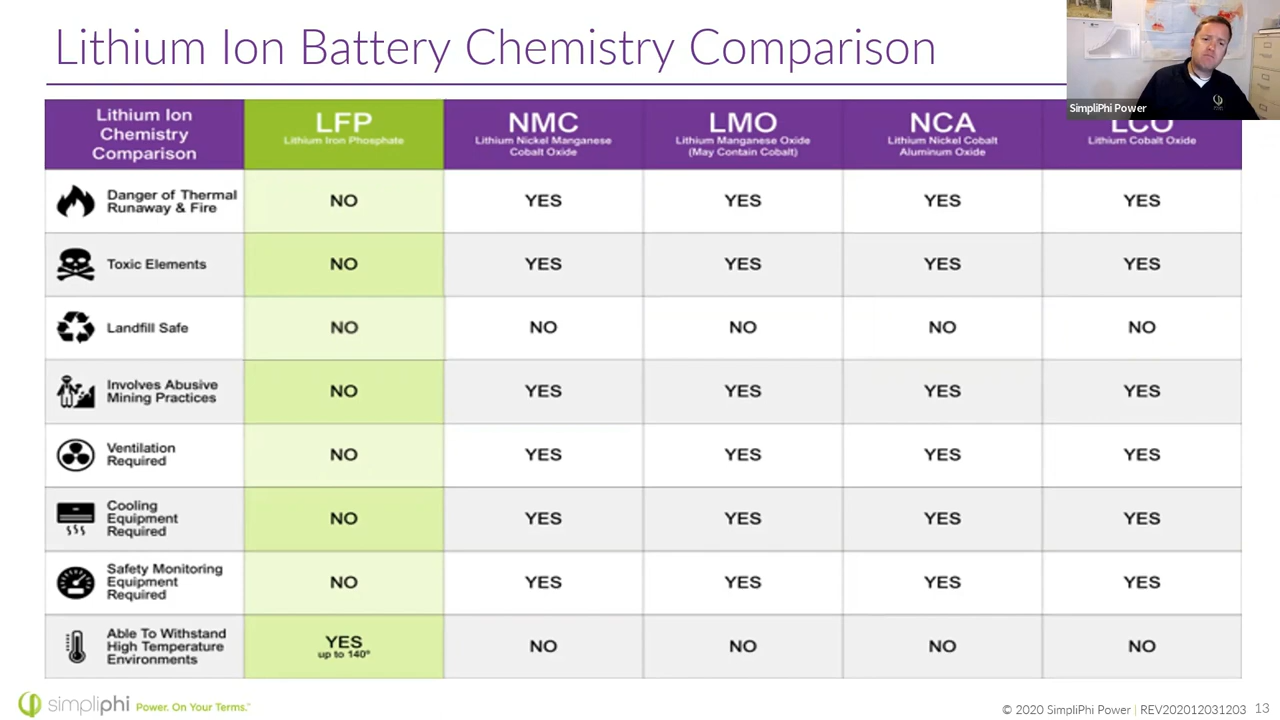 Lithium Ion Battery Chemistry Comparison
SimpliPhi Power
Lithium Ion
Chemistry
Comparison
LFP
Lithium Iron Phosphate
NMC
Lithium Nickel Manganese
Cobalt Oxide
LMO
Lithium Manganese Oxide
(May Contain Cobalt)
NCA
Lithium Nickel Cobalt
Aluminum Oxide
LCO
Lithium Cobalt Oxide
Danger of Thermal
Runaway & Fire
NO YES YES YES YES
Toxic Elements
NO YES YES YES YES
Landfill Safe
NO NO NO NO NO
Involves Abusive
Mining Practices
NO YES YES YES YES
Ventilation
Required
NO YES YES YES YES
Cooling
Equipment
Required
NO YES YES YES YES
Safety Monitoring
Equipment
Required
NO YES YES YES YES
Able To Withstand
High Temperature
Environments
YES
up to 140°
NO NO NO NO
simpliphi Power. On Your Terms.™
© 2020 SimpliPhi Power | REV202012031203 13